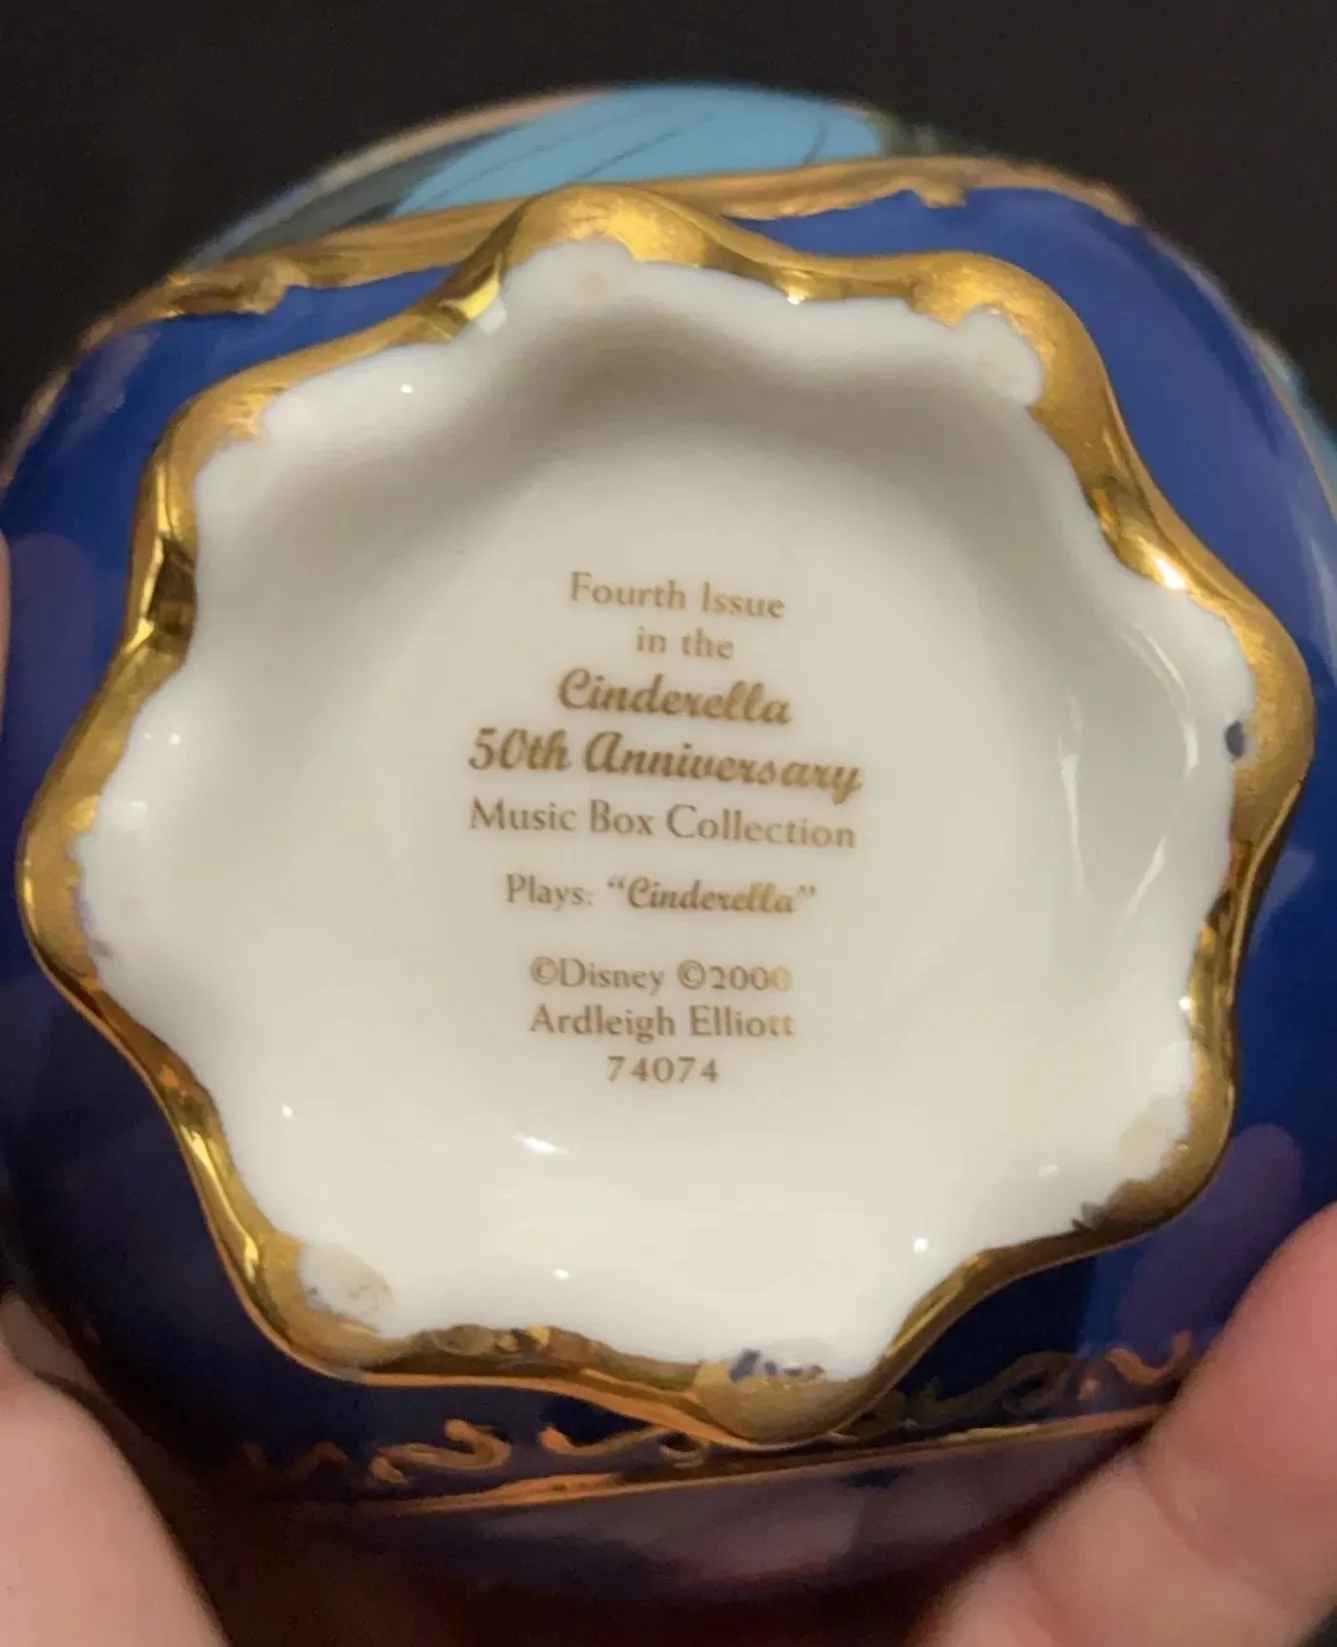 Fourth Issue
in the
Cinderella
50th Anniversary
Music Box Collection
Plays: “Cinderella”
©Disney ©2000
Ardleigh Elliott
74074